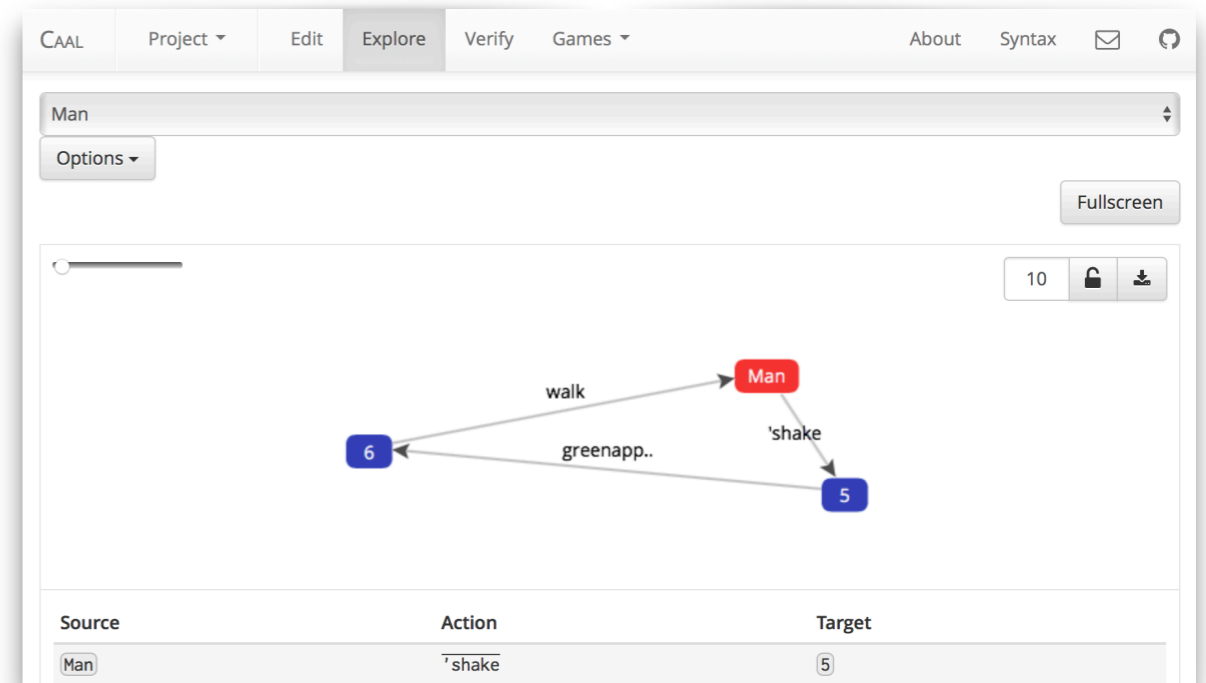 CAAL Project Edit Explore Verify Games About Syntax
Man
Options
Fullscreen
10
Man
walk
'shake
greenapp..
6
5
Source Action Target
Man 'shake 5